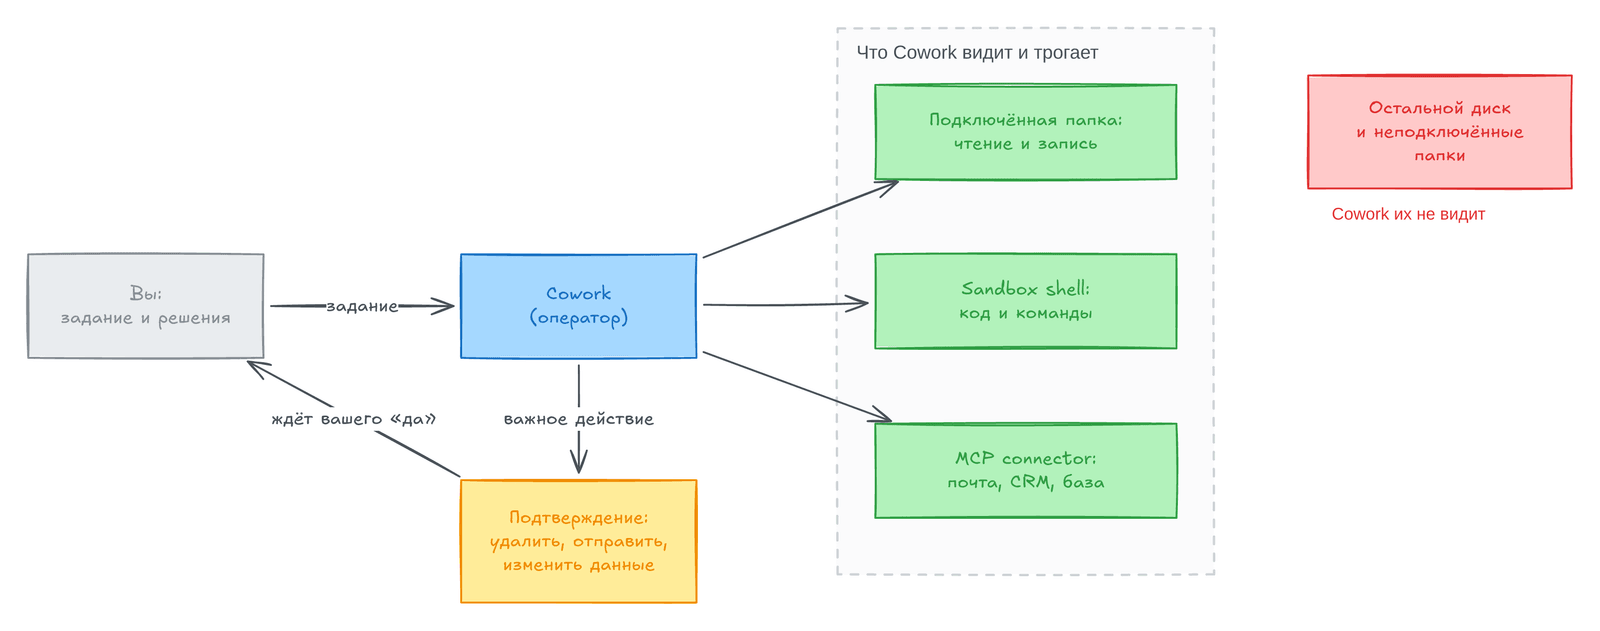 Что Cowork видит и трогает
Подключённая папка:
чтение и запись
Остальной диск
и неподключённые
папки
Cowork их не видит
Вы:
задание и решения
задание
Cowork
(оператор)
Sandbox shell:
код и команды
ждёт вашего «да»
важное действие
MCP connector:
почта, CRM, база
Подтверждение:
удалить, отправить,
изменить данные